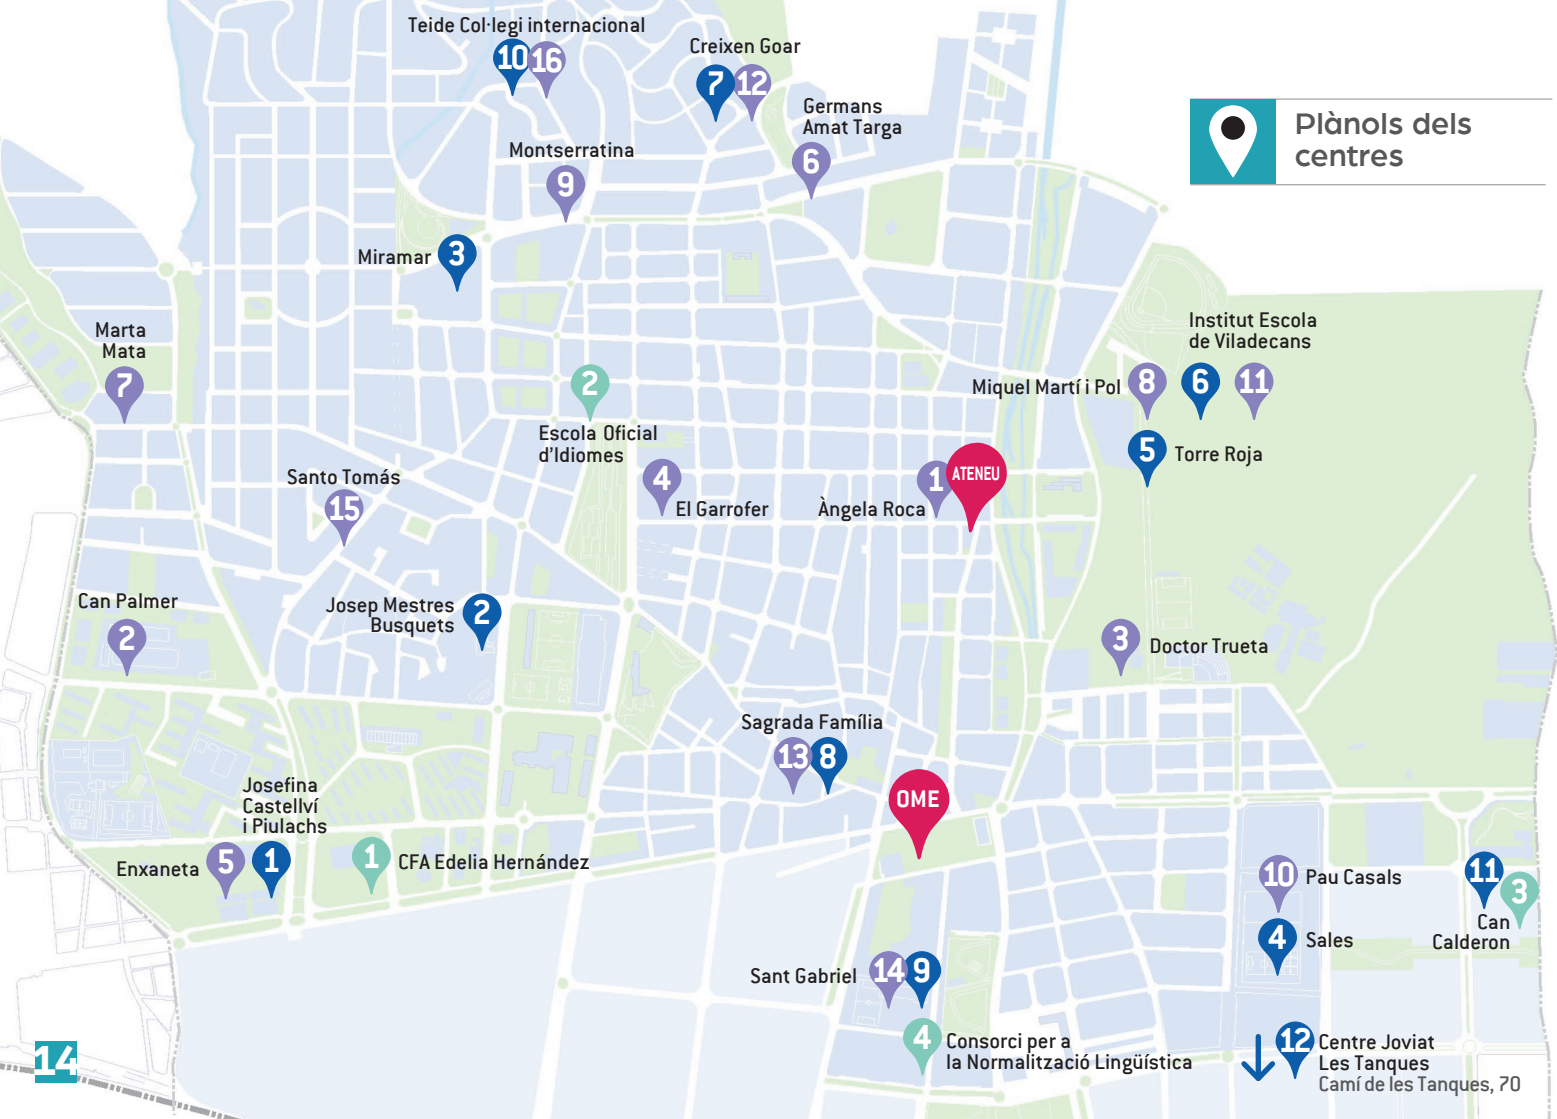 Teide Col·legi internacional
10
16
Creixen Goar
7
12
Germans
Amat Targa
6
Plànols dels
centres
Montserratina
9
Miramar
3
Marta
Mata
7
Institut Escola
de Viladecans
Miquel Martí i Pol
8
6
11
2
Escola Oficial
d'Idiomes
5
Torre Roja
Santo Tomás
15
4
El Garrofer
Àngela Roca
1
ATENEU
Can Palmer
2
Josep Mestres
Busquets
2
3
Doctor Trueta
Sagrada Família
13
8
OME
Josefina
Castellví
i Piulachs
Enxaneta
5
1
1
CFA Edelia Hernández
10
Pau Casals
11
3
Can
Calderon
4
Sales
Sant Gabriel
14
9
4
Consorci per a
la Normalització Lingüística
12
Centre Joviat
Les Tanques
Camí de les Tanques, 70
14